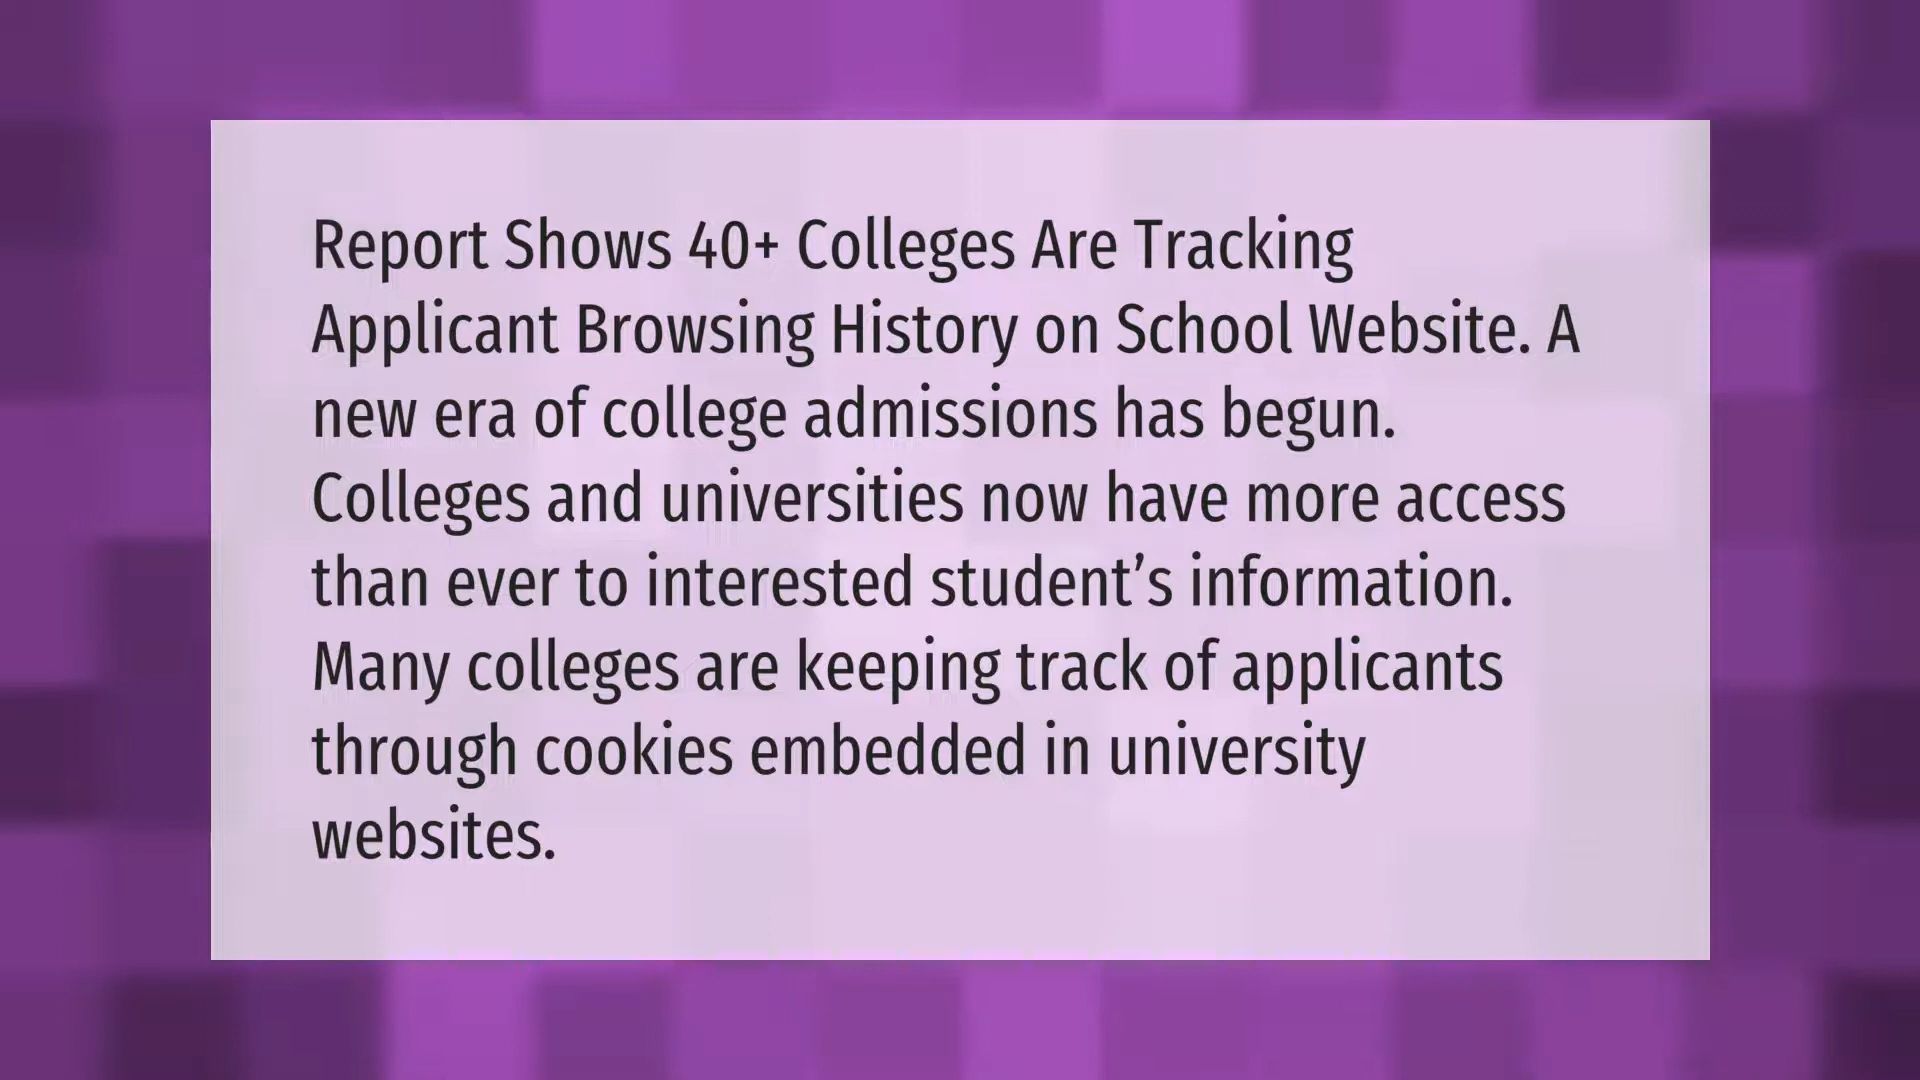 Report Shows 40+ Colleges Are Tracking
Applicant Browsing History on School Website. A
new era of college admissions has begun.
Colleges and universities now have more access
than ever to interested student’s information.
Many colleges are keeping track of applicants
through cookies embedded in university
websites.